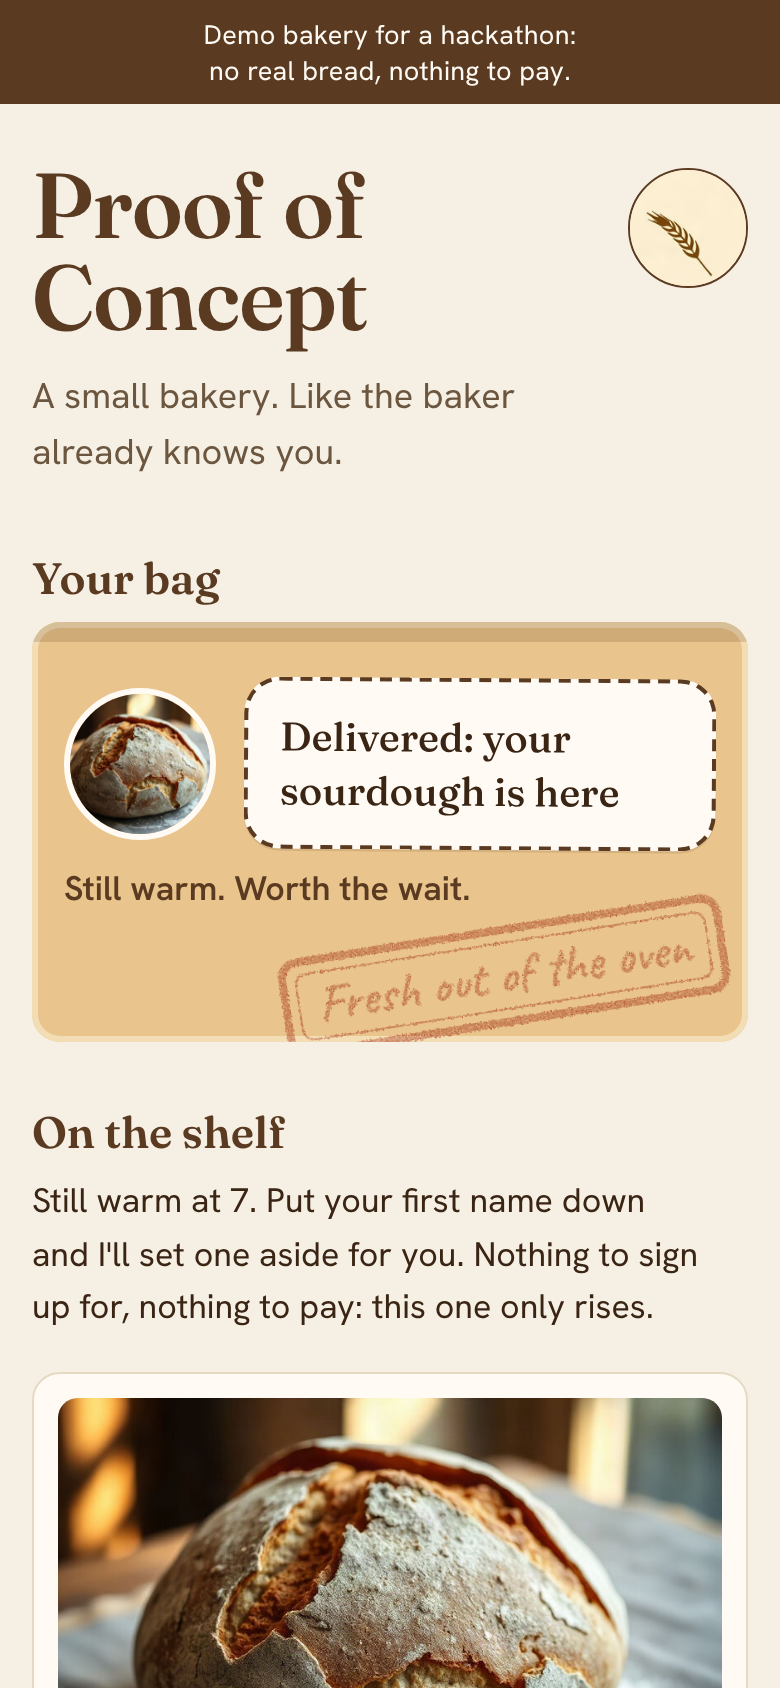 Demo bakery for a hackathon:
no real bread, nothing to pay.
Proof of
Concept
A small bakery. Like the baker
already knows you.
Your bag
Delivered: your
sourdough is here
Still warm. Worth the wait.
Fresh out of the oven
On the shelf
Still warm at 7. Put your first name down
and I'll set one aside for you. Nothing to sign
up for, nothing to pay: this one only rises.